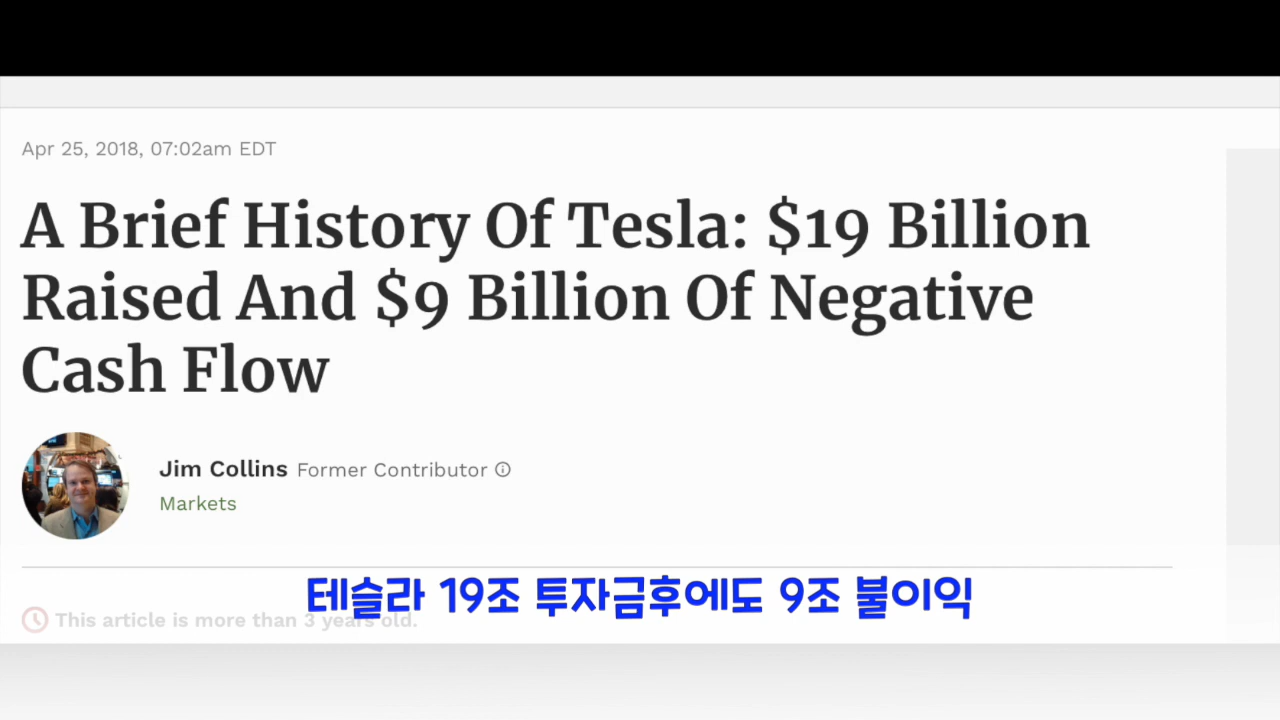 Apr 25, 2018, 07:02am EDT
A Brief History Of Tesla: $19 Billion
Raised And $9 Billion Of Negative
Cash Flow
Jim Collins Former Contributor
Markets
테슬라 19조 투자금후에도 9조 불이익
This article is more than 3 years old.